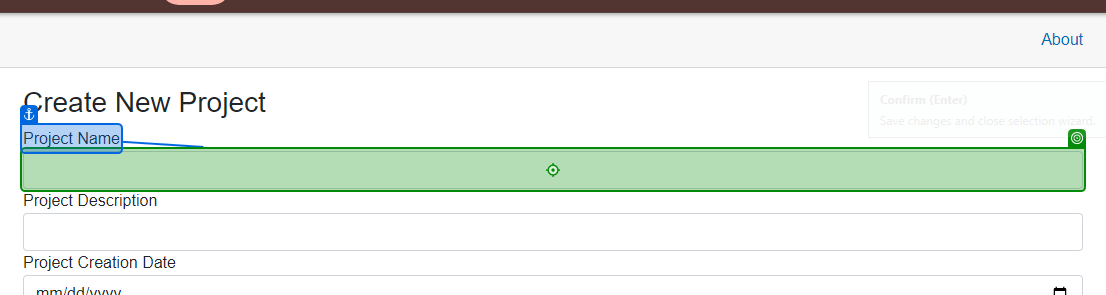 About
Create New Project
Confirm (Enter)
Save changes and close selection wizard.
Project Name
Project Description
Project Creation Date
mm/dd/yyyy